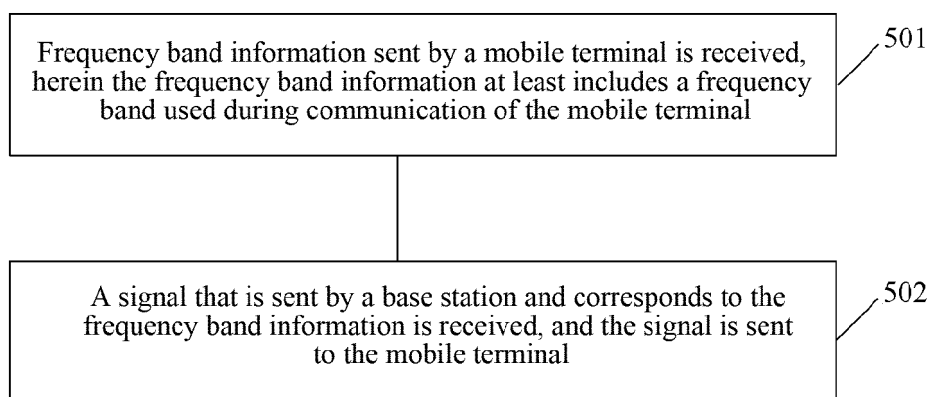 Frequency band information sent by a mobile terminal is received,
herein the frequency band information at least includes a frequency
band used during communication of the mobile terminal
501
A signal that is sent by a base station and corresponds to the
frequency band information is received, and the signal is sent
to the mobile terminal
502